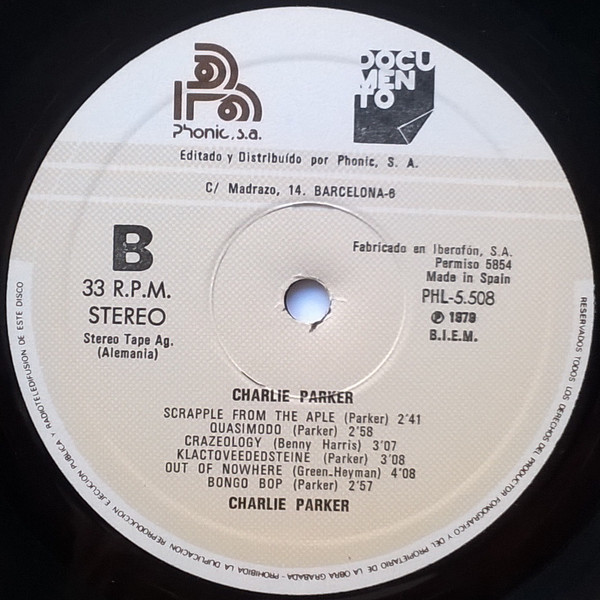 Phonic, s.a.
DOCU
MEN
TO
Editado y Distribuído por Phonic, S. A.
C/ Madrazo, 14. BARCELONA-6
B
33 R.P.M.
STEREO
Stereo Tape Ag.
(Alemania)
Fabricado en Iberofón, S.A.
Permiso 5854
Made in Spain
PHL-5.508
℗ 1979
B.I.E.M.
CHARLIE PARKER
SCRAPPLE FROM THE APLE (Parker) 2'41
QUASIMODO (Parker) 2'58
CRAZEOLOGY (Benny Harris) 3'07
KLACTOVEEDEDSTEINE (Parker) 3'08
OUT OF NOWHERE (Green-Heyman) 4'08
BONGO BOP (Parker) 2'57
CHARLIE PARKER
RESERVADOS TODOS LOS DERECHOS DEL PRODUCTOR FONOGRAFICO Y DEL PROPIETARIO DE LA OBRA GRABADA - PROHIBIDA LA DUPLICACION REPRODUCCION EJECUCION PUBLICA Y RADIOTELEDIFUSION DE ESTE DISCO